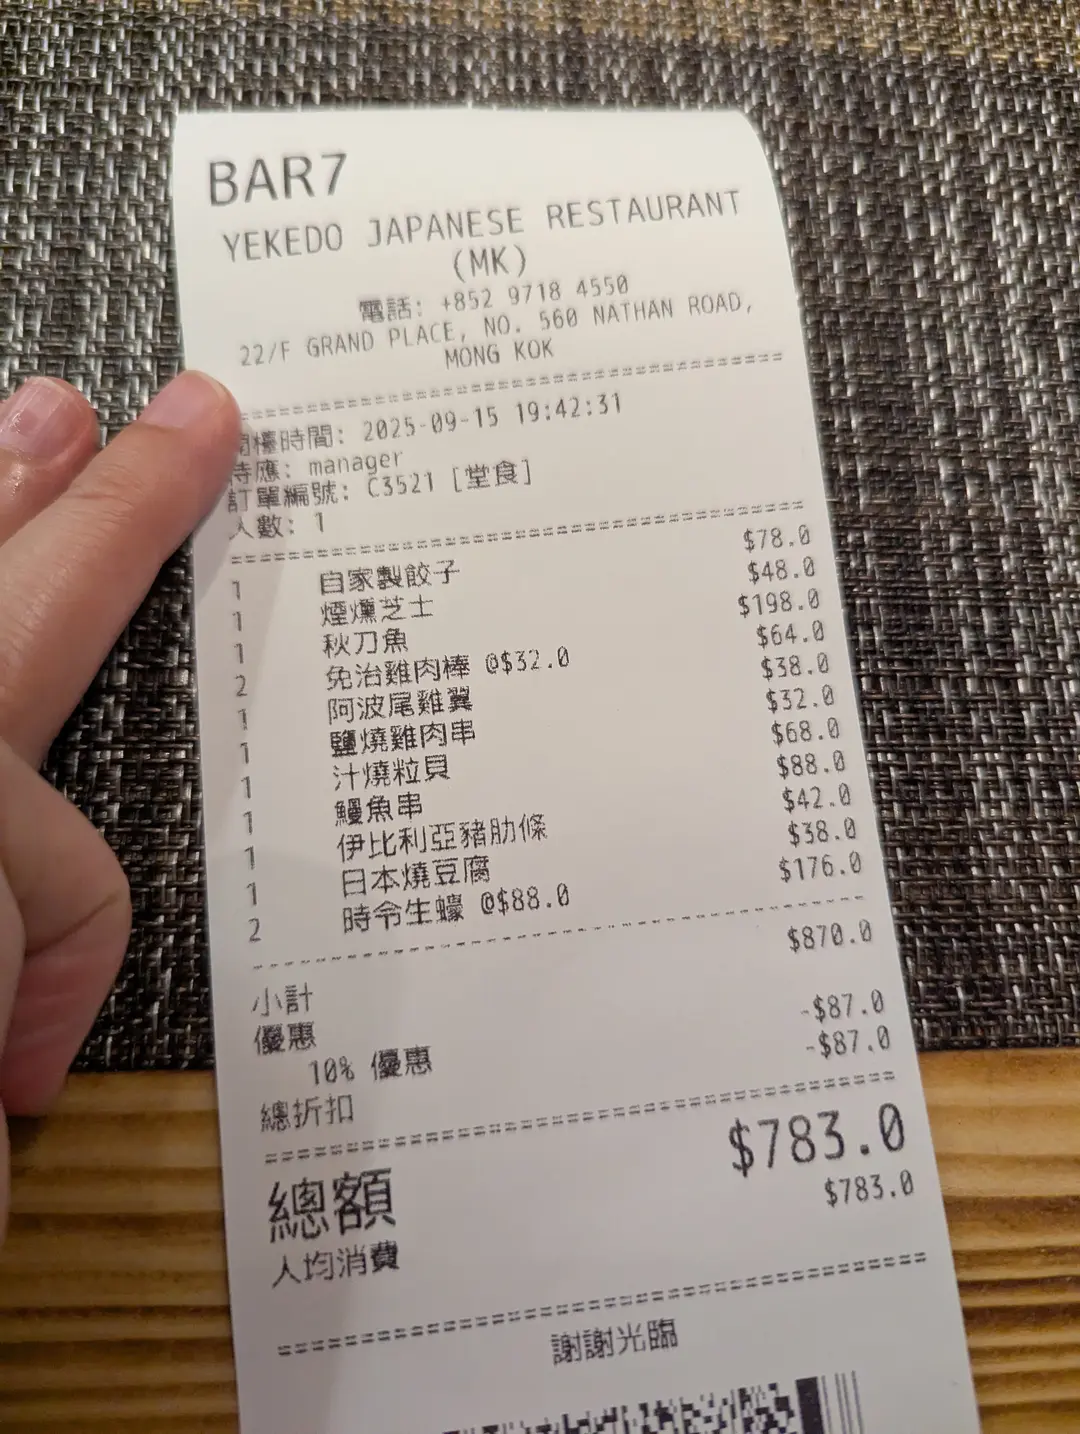 BAR7
YEKEDO JAPANESE RESTAURANT
(MK)
電話: +852 9718 4550
22/F GRAND PLACE, NO. 560 NATHAN ROAD,
MONG KOK
開檯時間: 2025-09-15 19:42:31
待應: manager
訂單編號: C3521 [堂食]
人數: 1
1 自家製餃子 $78.0
1 煙燻芝士 $48.0
1 秋刀魚 $198.0
2 免治雞肉棒 @$32.0 $64.0
1 阿波尾雞翼 $38.0
1 鹽燒雞肉串 $32.0
1 汁燒粒貝 $68.0
1 鰻魚串 $88.0
1 伊比利亞豬肋條 $42.0
1 日本燒豆腐 $38.0
2 時令生蠔 @$88.0 $176.0
小計 $870.0
優惠
10% 優惠 -$87.0
總折扣 -$87.0
總額 $783.0
人均消費 $783.0
謝謝光臨